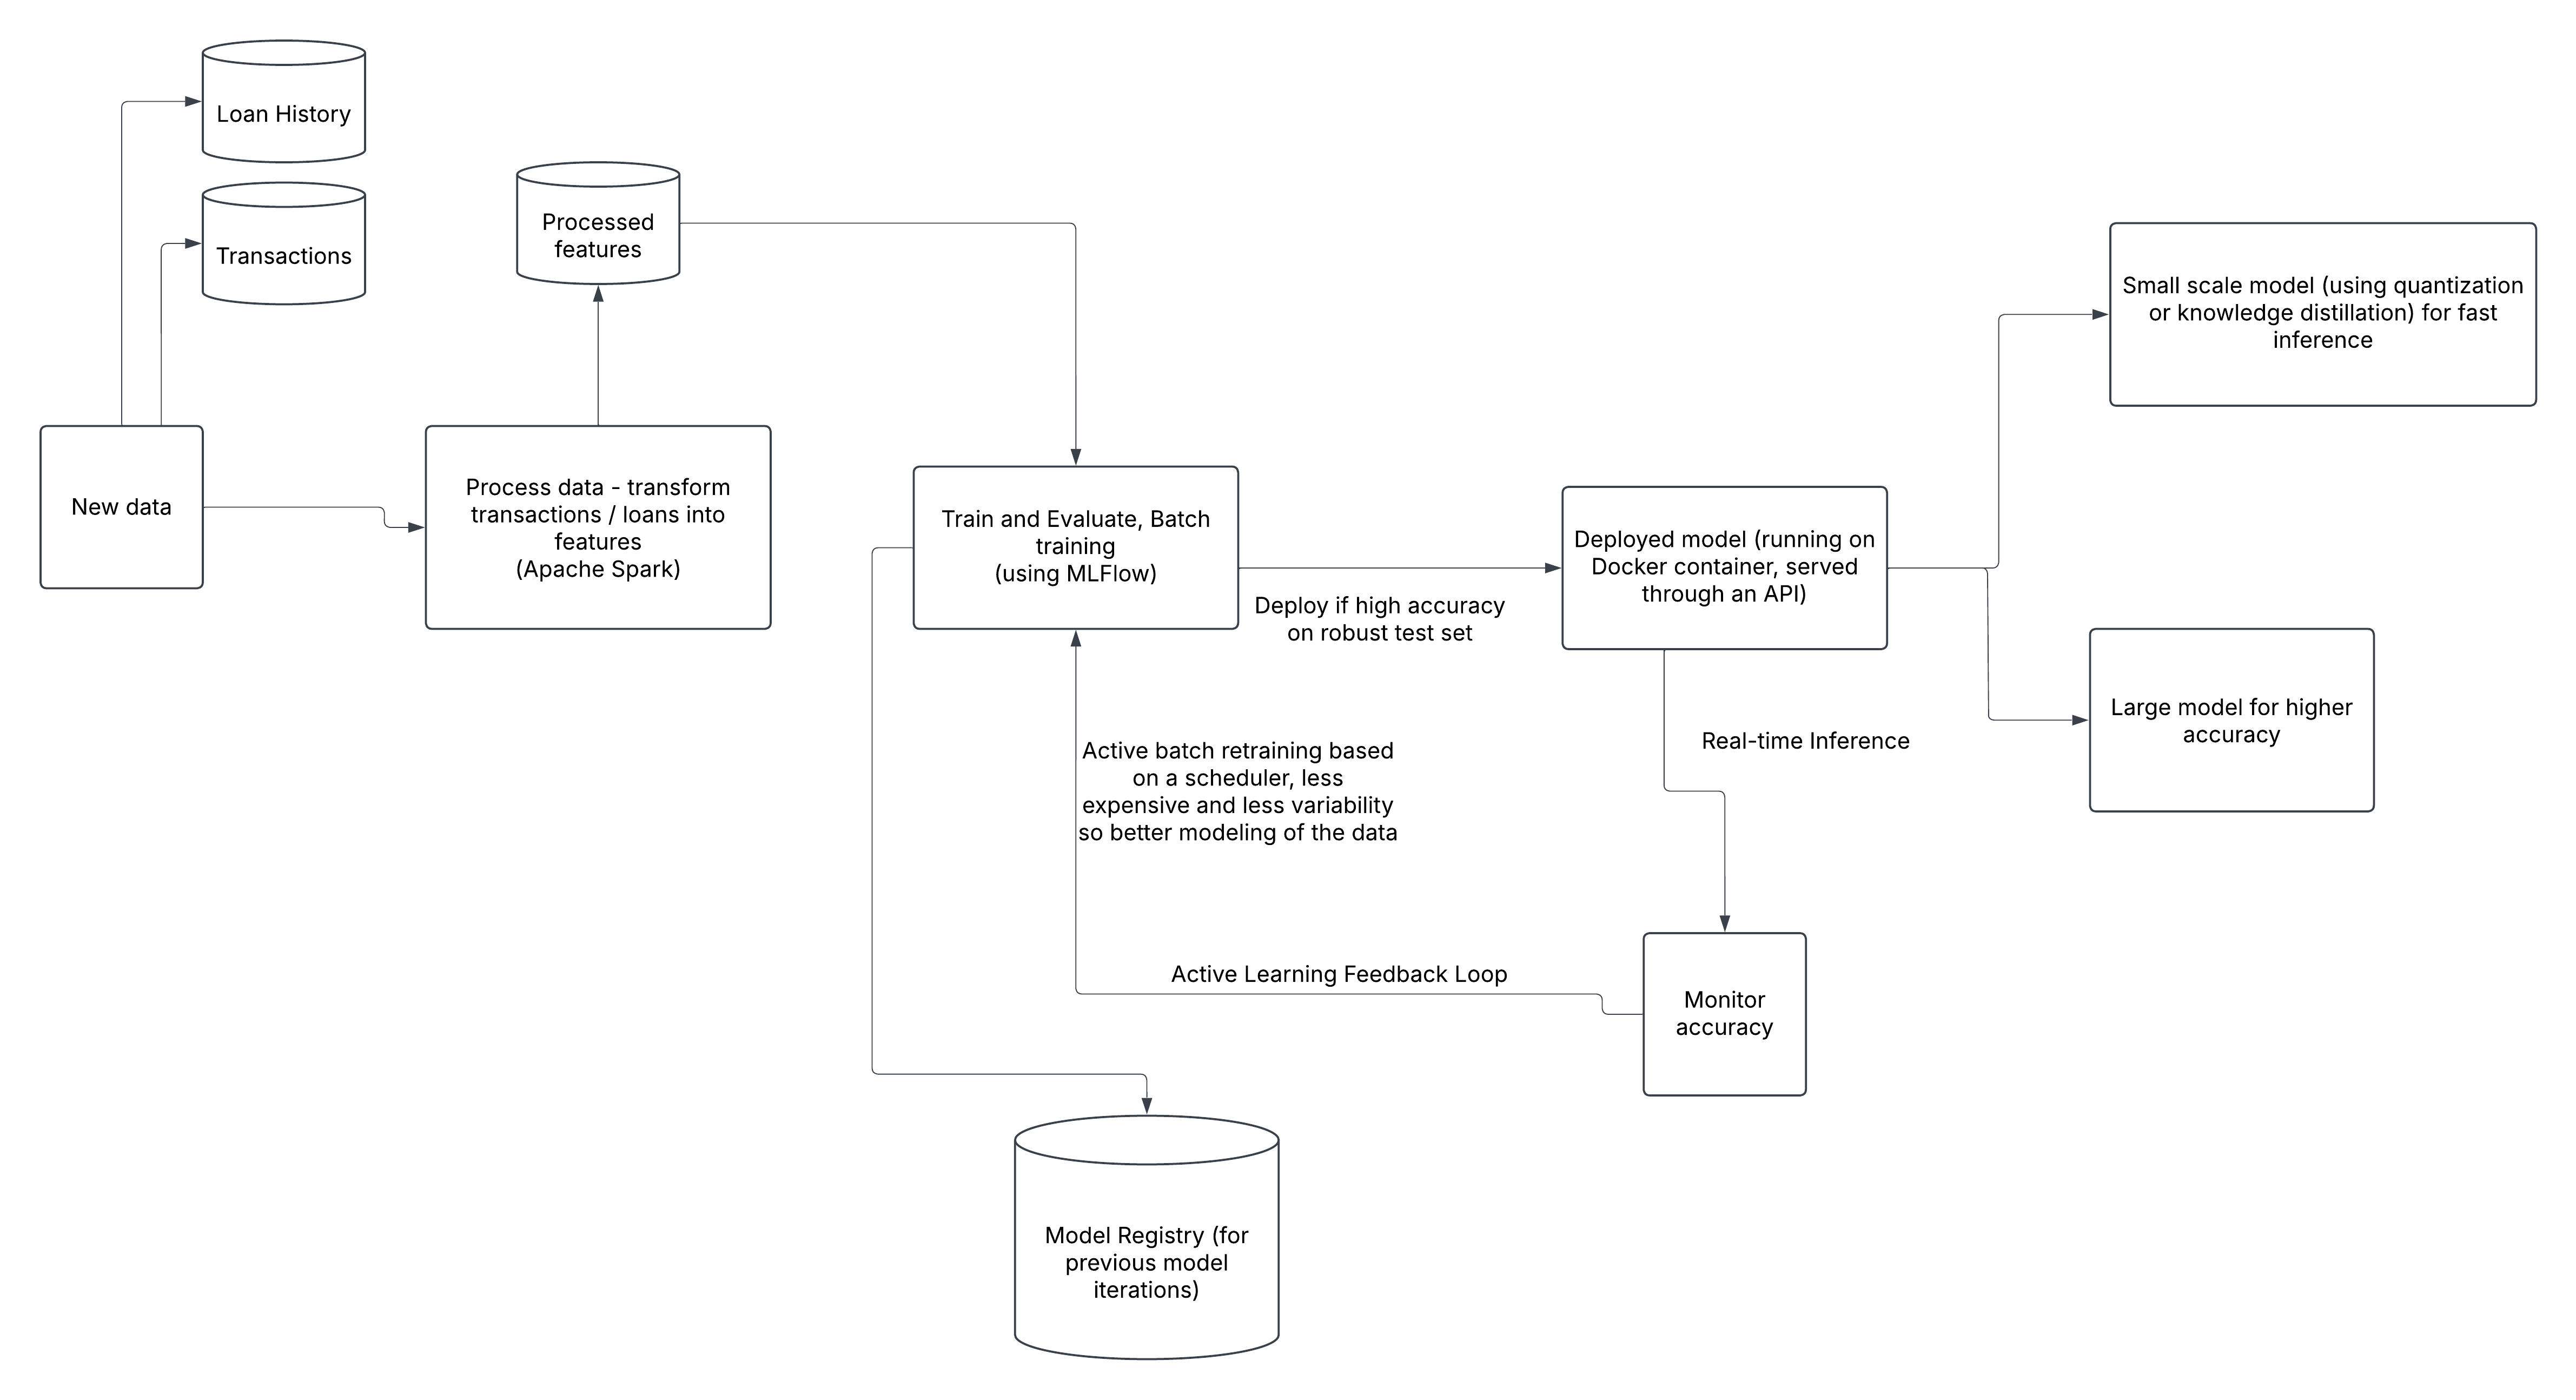 Loan History
Transactions
Processed
features
New data
Process data - transform
transactions / loans into
features
(Apache Spark)
Train and Evaluate, Batch
training
(using MLFlow)
Deploy if high accuracy
on robust test set
Deployed model (running on
Docker container, served
through an API)
Small scale model (using quantization
or knowledge distillation) for fast
inference
Large model for higher
accuracy
Real-time Inference
Active batch retraining based
on a scheduler, less
expensive and less variability
so better modeling of the data
Active Learning Feedback Loop
Monitor
accuracy
Model Registry (for
previous model
iterations)